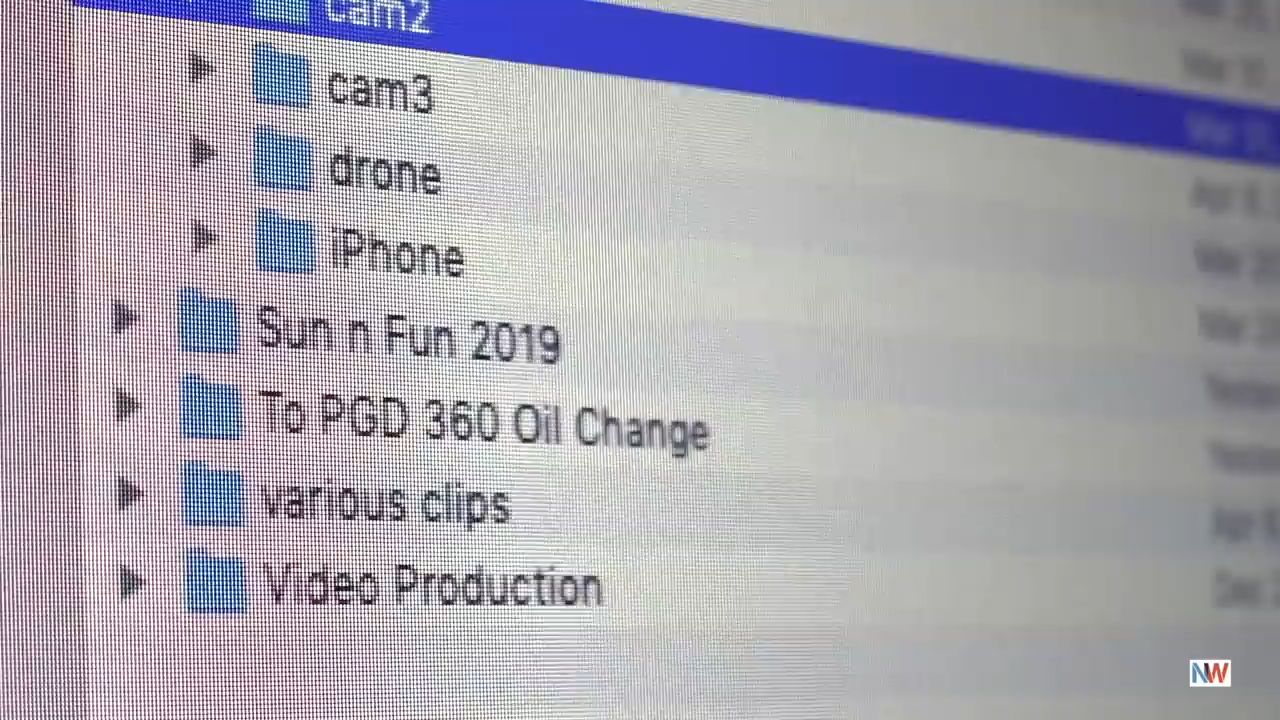 cam2
cam3
drone
iPhone
Sun n Fun 2019
To PGD 360 Oil Change
various clips
Video Production
NW